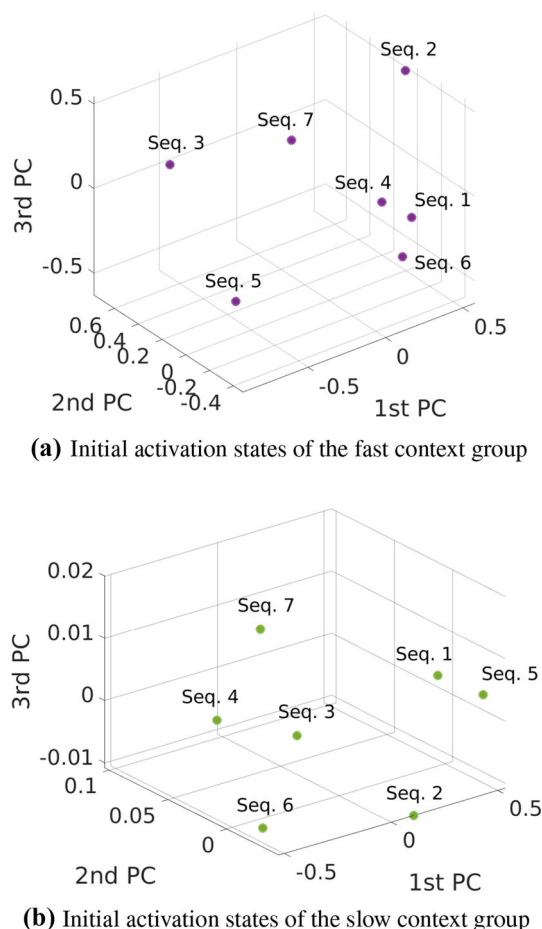 Seq. 2
0.5
Seq. 7
Seq. 3
0
Seq. 4
Seq. 1
3rd PC
-0.5
Seq. 6
Seq. 5
0.6
0.4
0.2
0
-0.2
-0.4
0.5
0
-0.5
2nd PC
1st PC
(a) Initial activation states of the fast context group
0.02
Seq. 7
0.01
Seq. 1
Seq. 5
3rd PC
0
Seq. 4
Seq. 3
-0.01
0.1
Seq. 6
Seq. 2
0.05
0
0.5
0
-0.5
2nd PC
1st PC
(b) Initial activation states of the slow context group